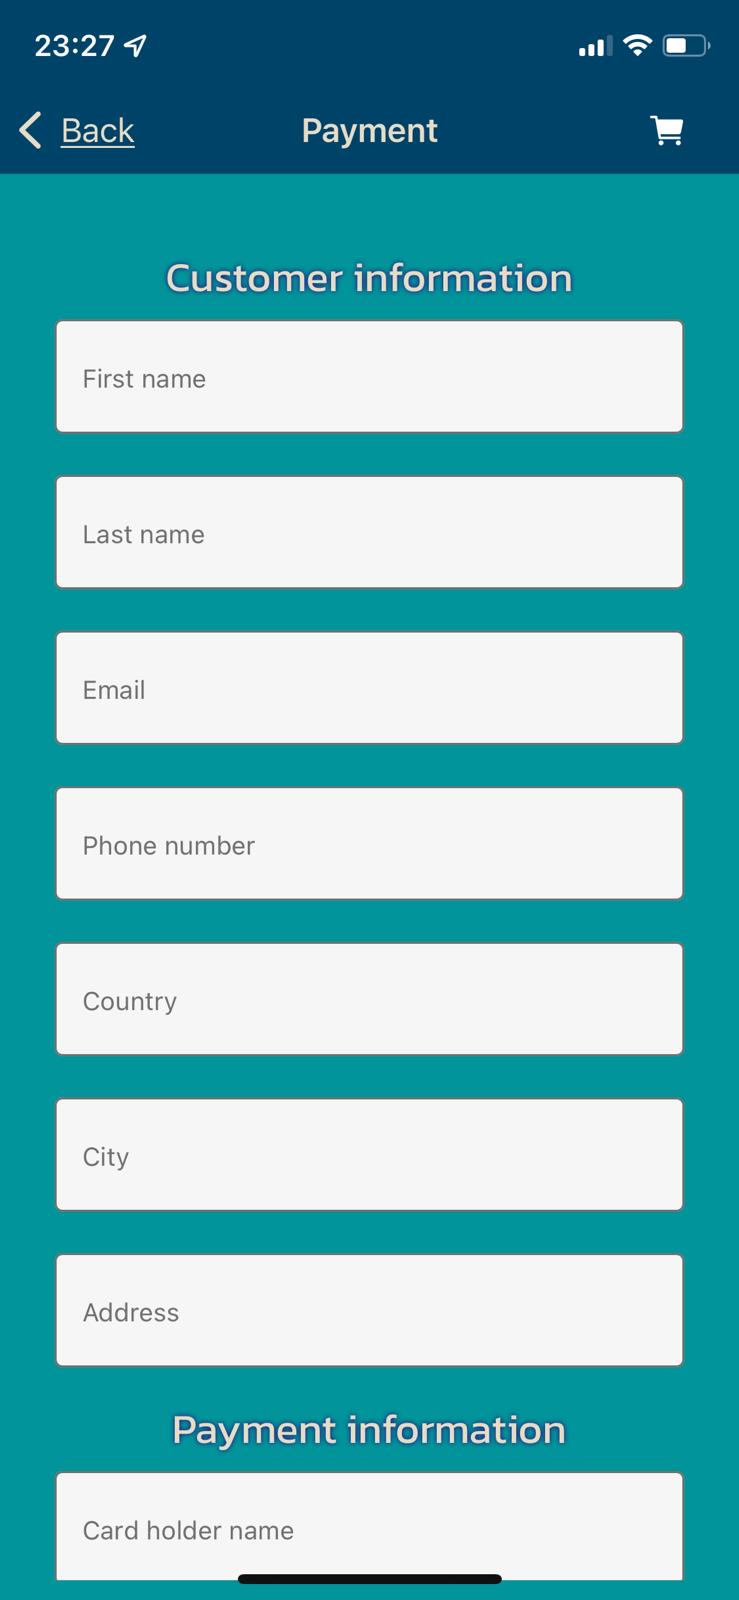 23:27
Back
Payment
Customer information
First name
Last name
Email
Phone number
Country
City
Address
Payment information
Card holder name